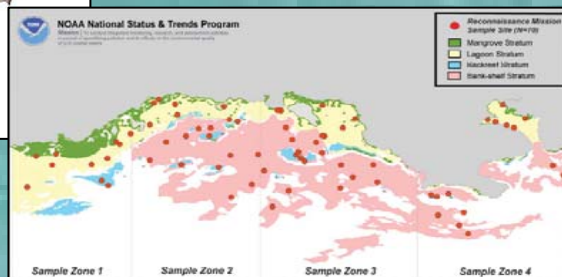 NOAA National Status & Trends Program
Reconnaissance Mission
Sample Site (N=70)
Mangrove Stratum
Lagoon Stratum
Backreef Stratum
Bank-shelf Stratum
Sample Zone 1
Sample Zone 2
Sample Zone 3
Sample Zone 4